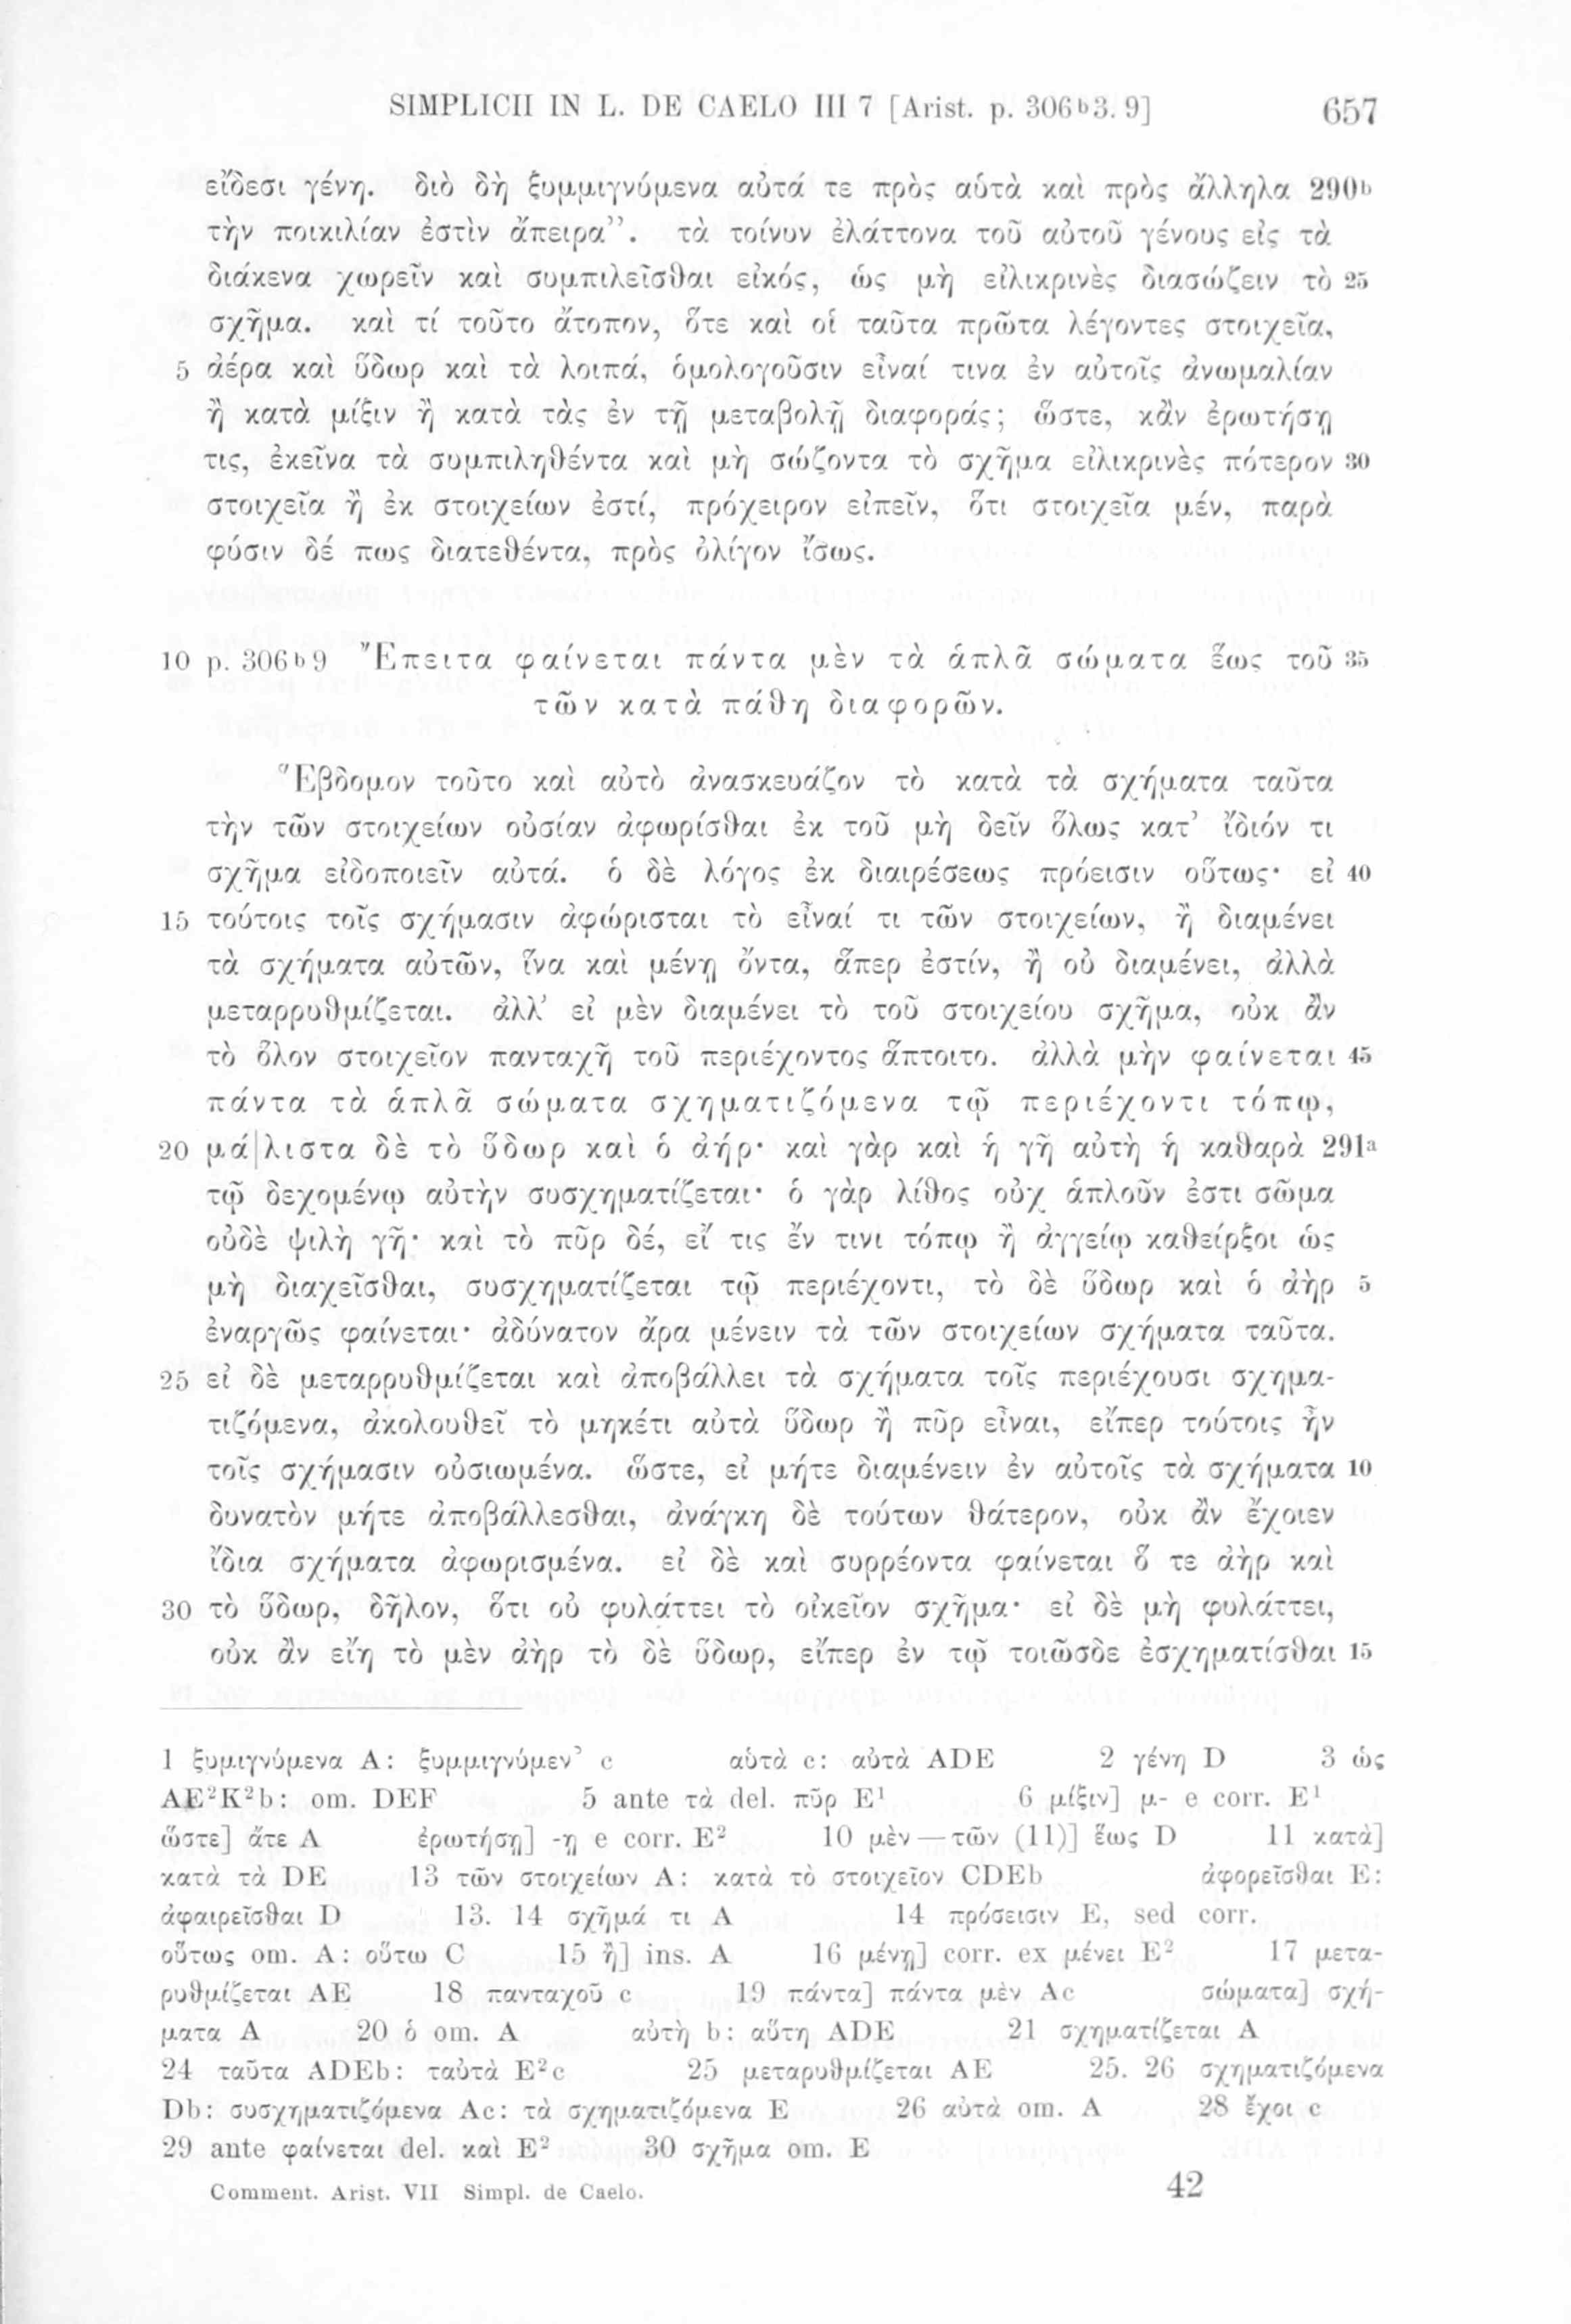 SIMPLICII IN L. DE CAELO III 7 [Arist. p. 306ᵇ3. 9] 657
εἴδεσι γένη. διὸ δὴ ξυμμιγνύμενα αὐτά τε πρὸς αὑτὰ καὶ πρὸς ἄλληλα 290ᵇ
τὴν ποικιλίαν ἐστὶν ἄπειρα”. τὰ τοίνυν ἐλάττονα τοῦ αὐτοῦ γένους εἰς τὰ
διάκενα χωρεῖν καὶ συμπιλεῖσθαι εἰκός, ὡς μὴ εἰλικρινὲς διασώζειν τὸ 25
σχῆμα. καὶ τί τοῦτο ἄτοπον, ὅτε καὶ οἱ ταῦτα πρῶτα λέγοντες στοιχεῖα,
5 ἀέρα καὶ ὕδωρ καὶ τὰ λοιπά, ὁμολογοῦσιν εἶναί τινα ἐν αὐτοῖς ἀνωμαλίαν
ἢ κατὰ μίξιν ἢ κατὰ τὰς ἐν τῇ μεταβολῇ διαφοράς; ὥστε, κἂν ἐρωτήσῃ
τις, ἐκεῖνα τὰ συμπιληθέντα καὶ μὴ σώζοντα τὸ σχῆμα εἰλικρινὲς πότερον 30
στοιχεῖα ἢ ἐκ στοιχείων ἐστί, πρόχειρον εἰπεῖν, ὅτι στοιχεῖα μέν, παρὰ
φύσιν δέ πως διατεθέντα, πρὸς ὀλίγον ἴσως.
10 p. 306ᵇ9 Ἔπειτα φαίνεται πάντα μὲν τὰ ἁπλᾶ σώματα ἕως τοῦ 35
τῶν κατὰ πάθη διαφορῶν.
Ἕβδομον τοῦτο καὶ αὐτὸ ἀνασκευάζον τὸ κατὰ τὰ σχήματα ταῦτα
τὴν τῶν στοιχείων οὐσίαν ἀφωρίσθαι ἐκ τοῦ μὴ δεῖν ὅλως κατ’ ἴδιόν τι
σχῆμα εἰδοποιεῖν αὐτά. ὁ δὲ λόγος ἐκ διαιρέσεως πρόεισιν οὕτως· εἰ 40
15 τούτοις τοῖς σχήμασιν ἀφώρισται τὸ εἶναί τι τῶν στοιχείων, ἢ διαμένει
τὰ σχήματα αὐτῶν, ἵνα καὶ μένῃ ὄντα, ἅπερ ἐστίν, ἢ οὐ διαμένει, ἀλλὰ
μεταρρυθμίζεται. ἀλλ’ εἰ μὲν διαμένει τὸ τοῦ στοιχείου σχῆμα, οὐκ ἂν
τὸ ὅλον στοιχεῖον πανταχῇ τοῦ περιέχοντος ἅπτοιτο. ἀλλὰ μὴν φαίνεται 45
πάντα τὰ ἁπλᾶ σώματα σχηματιζόμενα τῷ περιέχοντι τόπῳ,
20 μά|λιστα δὲ τὸ ὕδωρ καὶ ὁ ἀήρ· καὶ γὰρ καὶ ἡ γῆ αὐτὴ ἡ καθαρὰ 291ᵃ
τῷ δεχομένῳ αὐτὴν συσχηματίζεται· ὁ γὰρ λίθος οὐχ ἁπλοῦν ἐστι σῶμα
οὐδὲ ψιλὴ γῆ· καὶ τὸ πῦρ δέ, εἴ τις ἔν τινι τόπῳ ἢ ἀγγείῳ καθείρξοι ὡς
μὴ διαχεῖσθαι, συσχηματίζεται τῷ περιέχοντι, τὸ δὲ ὕδωρ καὶ ὁ ἀὴρ 5
ἐναργῶς φαίνεται· ἀδύνατον ἄρα μένειν τὰ τῶν στοιχείων σχήματα ταῦτα.
25 εἰ δὲ μεταρρυθμίζεται καὶ ἀποβάλλει τὰ σχήματα τοῖς περιέχουσι σχημα-
τιζόμενα, ἀκολουθεῖ τὸ μηκέτι αὐτὰ ὕδωρ ἢ πῦρ εἶναι, εἴπερ τούτοις ἦν
τοῖς σχήμασιν οὐσιωμένα. ὥστε, εἰ μήτε διαμένειν ἐν αὐτοῖς τὰ σχήματα 10
δυνατὸν μήτε ἀποβάλλεσθαι, ἀνάγκη δὲ τούτων θάτερον, οὐκ ἂν ἔχοιεν
ἴδια σχήματα ἀφωρισμένα. εἰ δὲ καὶ συρρέοντα φαίνεται ὅ τε ἀὴρ καὶ
30 τὸ ὕδωρ, δῆλον, ὅτι οὐ φυλάττει τὸ οἰκεῖον σχῆμα· εἰ δὲ μὴ φυλάττει,
οὐκ ἂν εἴη τὸ μὲν ἀὴρ τὸ δὲ ὕδωρ, εἴπερ ἐν τῷ τοιῶσδε ἐσχηματίσθαι 15
1 ξυμιγνύμενα A: ξυμμιγνύμεν’ c αὑτὰ c: αὐτὰ ADE 2 γένη D 3 ὡς
AE²K²b: om. DEF 5 ante τὰ del. πῦρ E¹ 6 μίξιν] μ- e corr. E¹
ὥστε] ἄτε A ἐρωτήσῃ] -ῃ e corr. E² 10 μὲν — τῶν (11)] ἕως D 11 κατὰ]
κατὰ τὰ DE 13 τῶν στοιχείων A: κατὰ τὸ στοιχεῖον CDEb ἀφορεῖσθαι E:
ἀφαιρεῖσθαι D 13. 14 σχῆμά τι A 14 πρόσεισιν E, sed corr.
οὕτως om. A: οὕτω C 15 ἢ] ins. A 16 μένῃ] corr. ex μένει E² 17 μετα-
ρυθμίζεται AE 18 πανταχοῦ c 19 πάντα] πάντα μὲν Ac σώματα] σχή-
ματα A 20 ὁ om. A αὐτὴ b: αὕτη ADE 21 σχηματίζεται A
24 ταῦτα ADEb: ταὐτὰ E²c 25 μεταρυθμίζεται AE 25. 26 σχηματιζόμενα
Db: συσχηματιζόμενα Ac: τὰ σχηματιζόμενα E 26 αὐτὰ om. A 28 ἔχοι c
29 ante φαίνεται del. καὶ E² 30 σχῆμα om. E
Comment. Arist. VII Simpl. de Caelo. 42